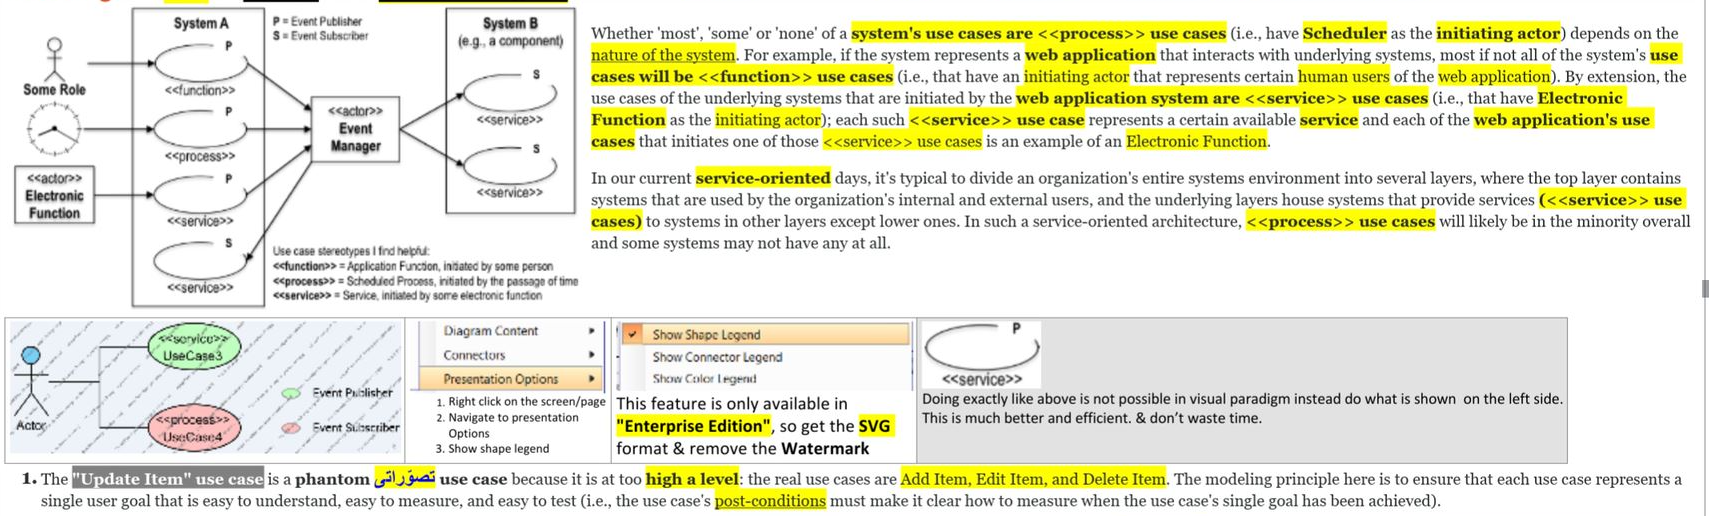 System A
P = Event Publisher
S = Event Subscriber
System B
(e.g., a component)
Some Role
P
<<function>>
P
<<process>>
<<actor>>
Electronic
Function
P
<<service>>
S
<<service>>
<<actor>>
Event
Manager
S
<<service>>
S
<<service>>
Use case stereotypes I find helpful:
<<function>> = Application Function, initiated by some person
<<process>> = Scheduled Process, initiated by the passage of time
<<service>> = Service, initiated by some electronic function
Whether 'most', 'some' or 'none' of a system's use cases are <<process>> use cases (i.e., have Scheduler as the initiating actor) depends on the
nature of the system. For example, if the system represents a web application that interacts with underlying systems, most if not all of the system's use
cases will be <<function>> use cases (i.e., that have an initiating actor that represents certain human users of the web application). By extension, the
use cases of the underlying systems that are initiated by the web application system are <<service>> use cases (i.e., that have Electronic
Function as the initiating actor); each such <<service>> use case represents a certain available service and each of the web application's use
cases that initiates one of those <<service>> use cases is an example of an Electronic Function.
In our current service-oriented days, it's typical to divide an organization's entire systems environment into several layers, where the top layer contains
systems that are used by the organization's internal and external users, and the underlying layers house systems that provide services (<<service>> use
cases) to systems in other layers except lower ones. In such a service-oriented architecture, <<process>> use cases will likely be in the minority overall
and some systems may not have any at all.
Actor
<<service>>
UseCase3
<<process>>
UseCase4
Event Publisher
Event Subscriber
Diagram Content
Connectors
Presentation Options
1. Right click on the screen/page
2. Navigate to presentation
Options
3. Show shape legend
Show Shape Legend
Show Connector Legend
Show Color Legend
This feature is only available in
"Enterprise Edition", so get the SVG
format & remove the Watermark
P
<<service>>
Doing exactly like above is not possible in visual paradigm instead do what is shown on the left side.
This is much better and efficient. & don't waste time.
1. The "Update Item" use case is a phantom تصوّراتی use case because it is at too high a level: the real use cases are Add Item, Edit Item, and Delete Item. The modeling principle here is to ensure that each use case represents a
single user goal that is easy to understand, easy to measure, and easy to test (i.e., the use case's post-conditions must make it clear how to measure when the use case's single goal has been achieved).